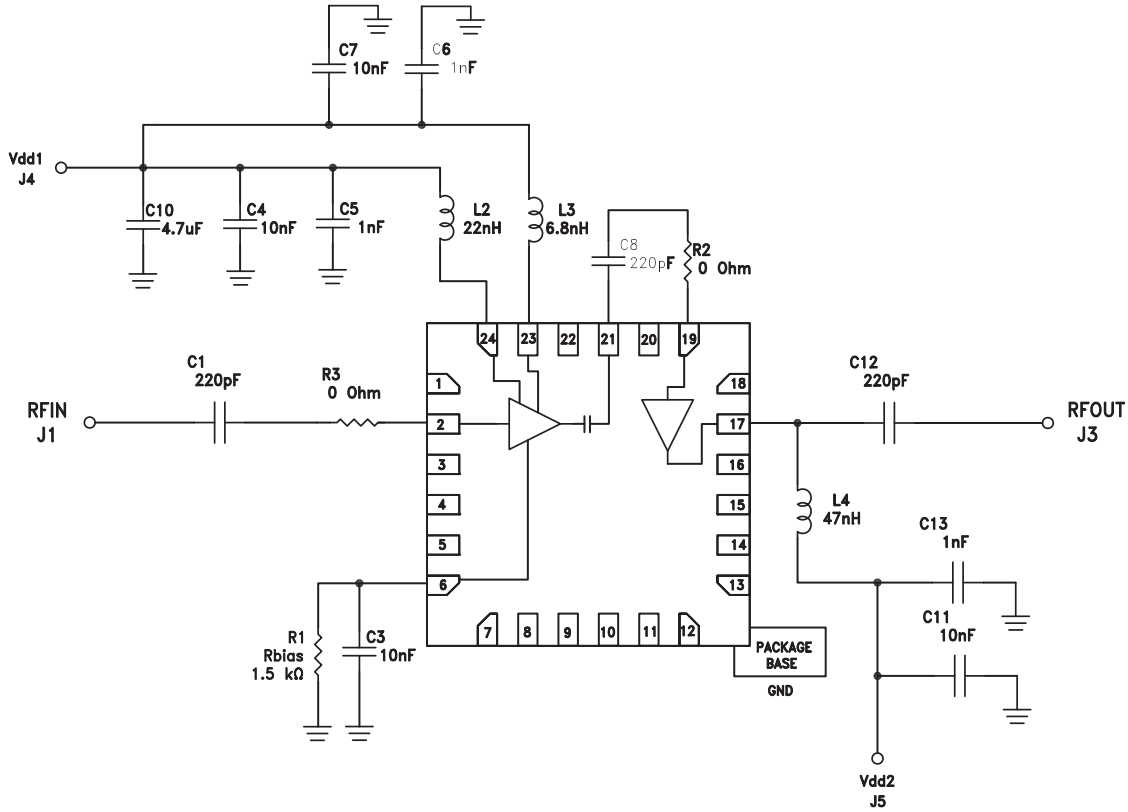 C7
10nF
C6
1nF
Vdd1
J4
C10
4.7uF
C4
10nF
C5
1nF
L2
22nH
L3
6.8nH
C8
220pF
R2
0 Ohm
24
23
22
21
20
19
C1
220pF
R3
0 Ohm
C12
220pF
RFIN
J1
RFOUT
J3
1
2
3
4
5
6
18
17
16
15
14
13
L4
47nH
C13
1nF
C11
10nF
R1
Rbias
1.5 kΩ
C3
10nF
7
8
9
10
11
12
PACKAGE
BASE
GND
Vdd2
J5